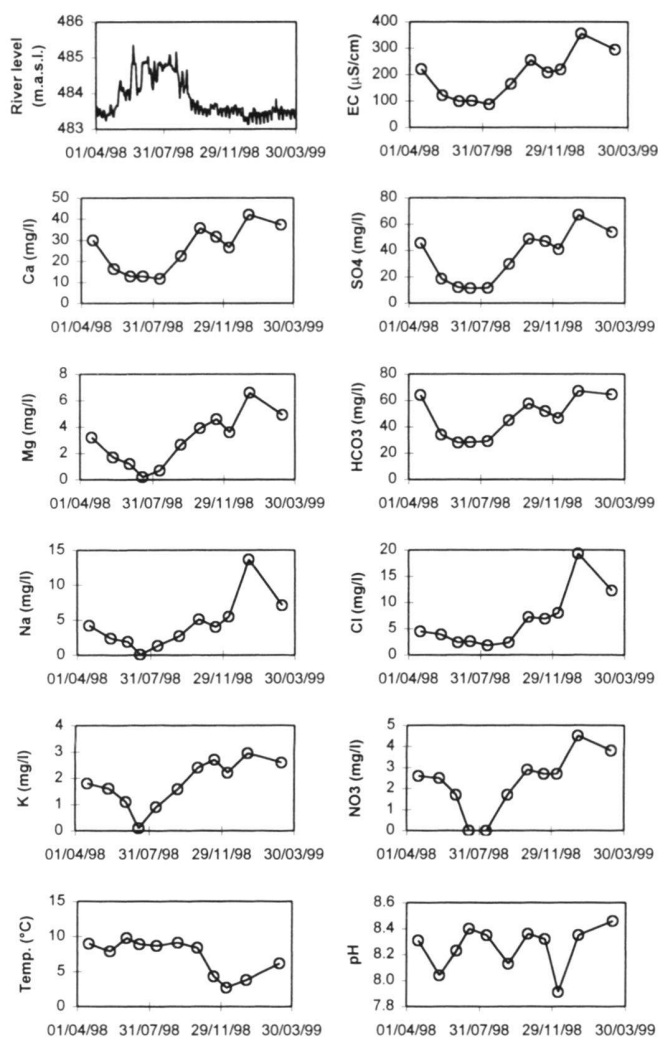 River level
(m.a.s.l.)
486
485
484
483
01/04/98 31/07/98 29/11/98 30/03/99
EC (µS/cm)
400
300
200
100
0
01/04/98 31/07/98 29/11/98 30/03/99
Ca (mg/l)
50
40
30
20
10
0
01/04/98 31/07/98 29/11/98 30/03/99
SO4 (mg/l)
80
60
40
20
0
01/04/98 31/07/98 29/11/98 30/03/99
Mg (mg/l)
8
6
4
2
0
01/04/98 31/07/98 29/11/98 30/03/99
HCO3 (mg/l)
80
60
40
20
0
01/04/98 31/07/98 29/11/98 30/03/99
Na (mg/l)
15
10
5
0
01/04/98 31/07/98 29/11/98 30/03/99
Cl (mg/l)
20
15
10
5
0
01/04/98 31/07/98 29/11/98 30/03/99
K (mg/l)
4
3
2
1
0
01/04/98 31/07/98 29/11/98 30/03/99
NO3 (mg/l)
5
4
3
2
1
0
01/04/98 31/07/98 29/11/98 30/03/99
Temp. (°C)
15
10
5
0
01/04/98 31/07/98 29/11/98 30/03/99
pH
8.6
8.4
8.2
8.0
7.8
01/04/98 31/07/98 29/11/98 30/03/99